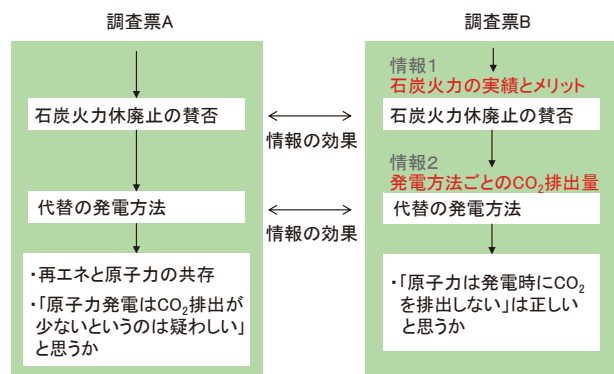 調査票A
石炭火力休廃止の賛否
代替の発電方法
・再エネと原子力の共存
・「原子力発電はCO₂排出が
少ないというのは疑わしい」
と思うか
情報の効果
情報の効果
調査票B
情報1
石炭火力の実績とメリット
石炭火力休廃止の賛否
情報2
発電方法ごとのCO₂排出量
代替の発電方法
・「原子力は発電時にCO₂
を排出しない」は正しい
と思うか